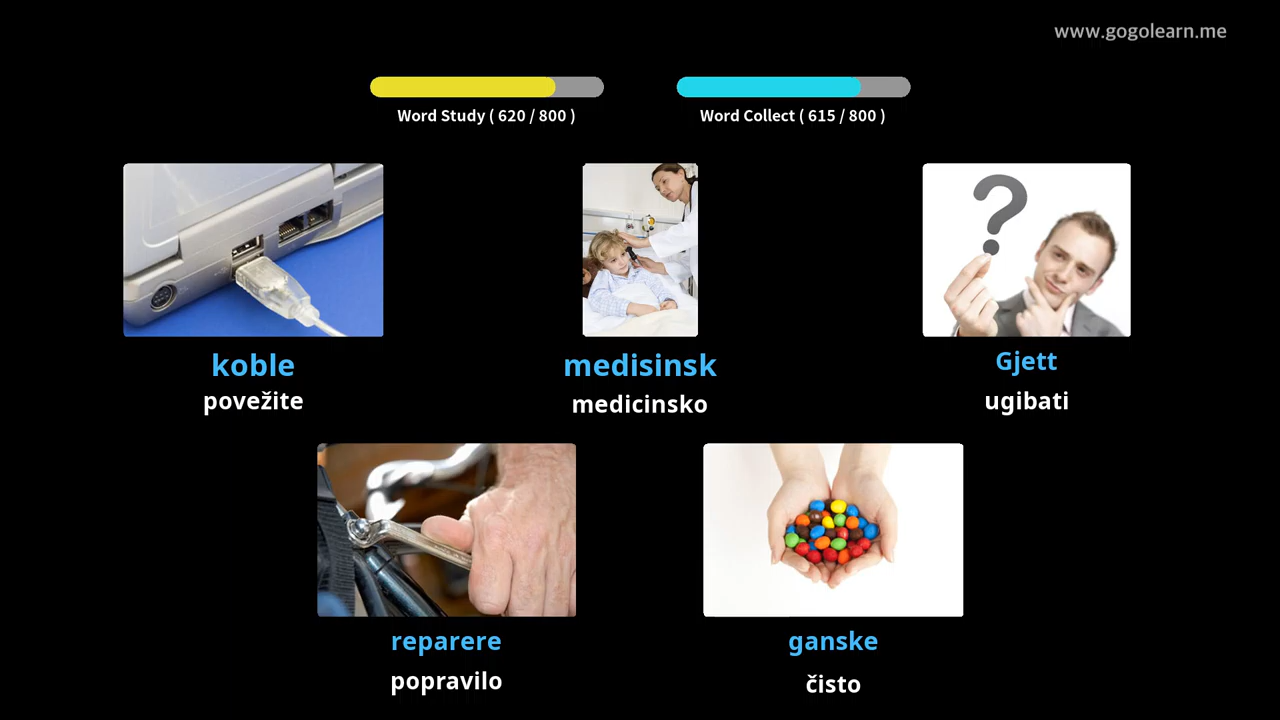 www.gogolearn.me
Word Study ( 620 / 800 )
Word Collect ( 615 / 800 )
koble
povežite
medisinsk
medicinsko
Gjett
ugibati
reparere
popravilo
ganske
čisto